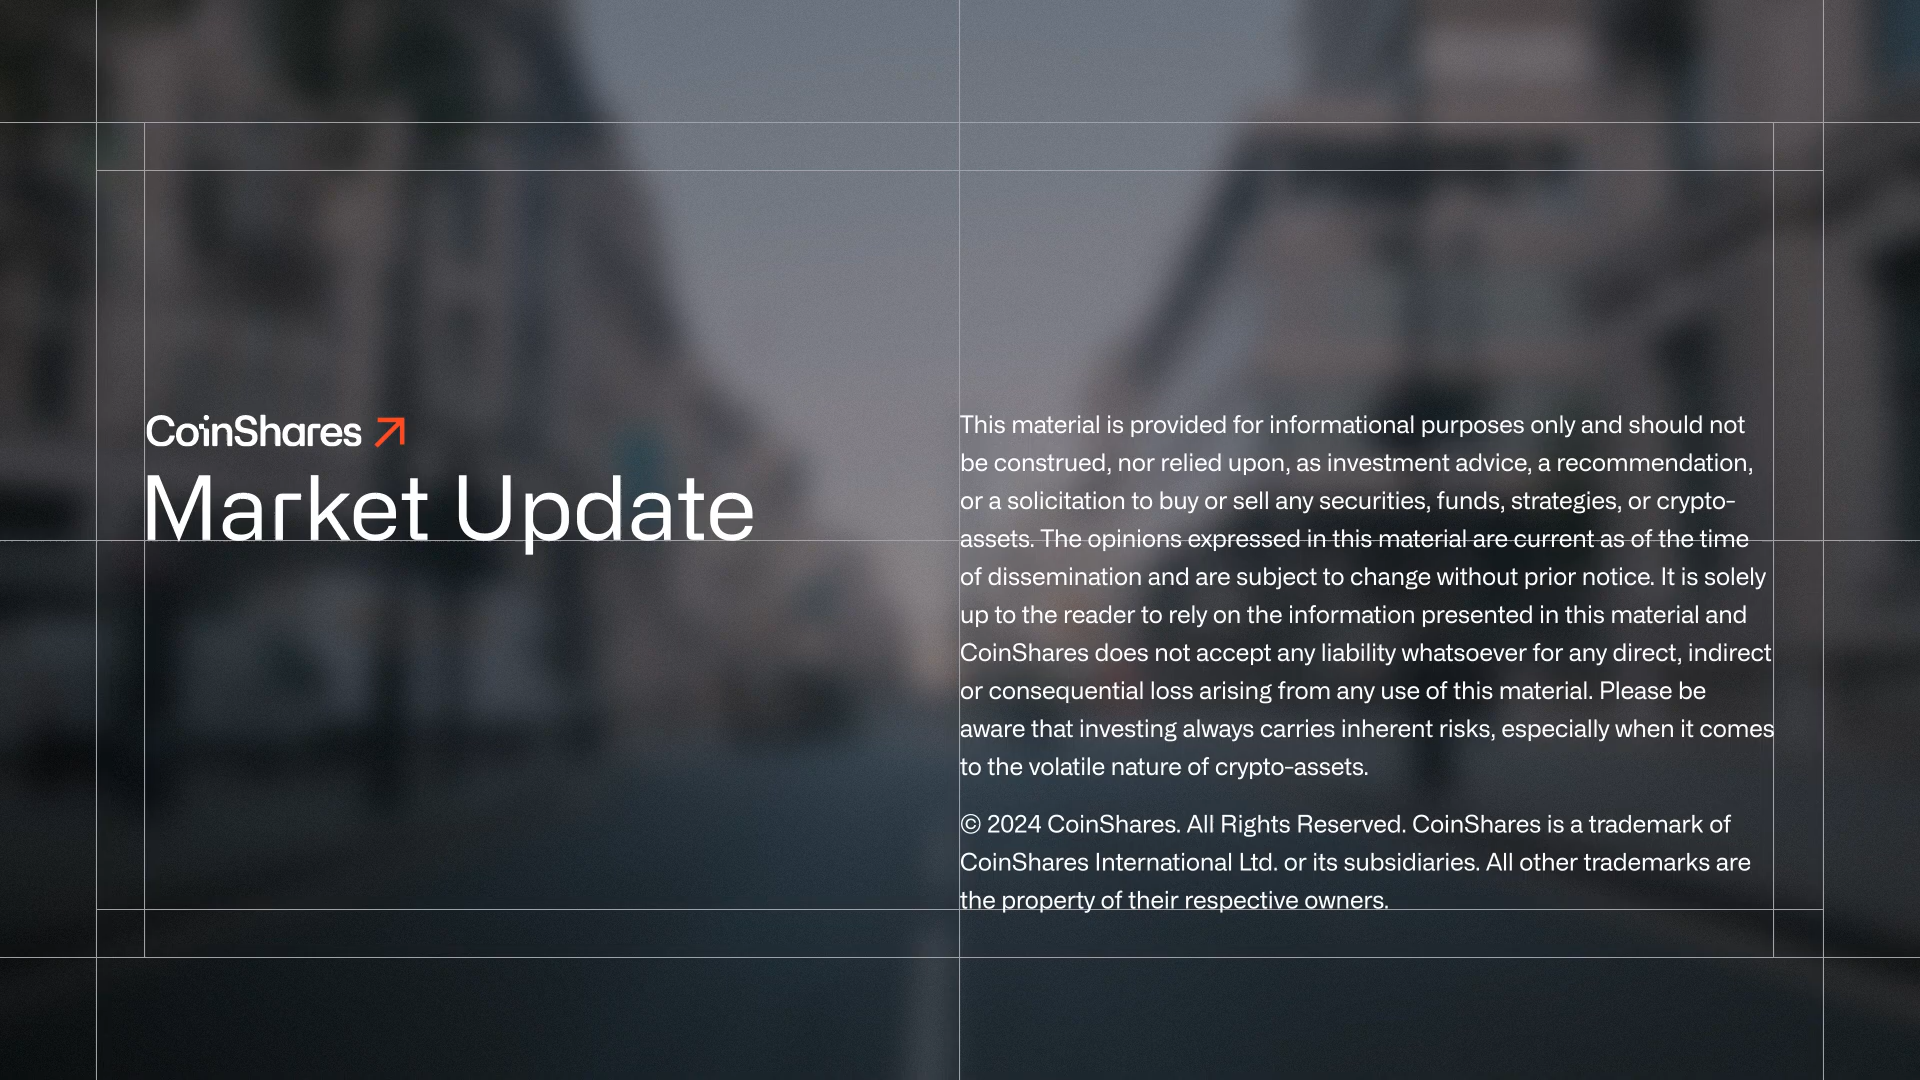 CoinShares
Market Update
This material is provided for informational purposes only and should not
be construed, nor relied upon, as investment advice, a recommendation,
or a solicitation to buy or sell any securities, funds, strategies, or crypto-
assets. The opinions expressed in this material are current as of the time
of dissemination and are subject to change without prior notice. It is solely
up to the reader to rely on the information presented in this material and
CoinShares does not accept any liability whatsoever for any direct, indirect
or consequential loss arising from any use of this material. Please be
aware that investing always carries inherent risks, especially when it comes
to the volatile nature of crypto-assets.
© 2024 CoinShares. All Rights Reserved. CoinShares is a trademark of
CoinShares International Ltd. or its subsidiaries. All other trademarks are
the property of their respective owners.